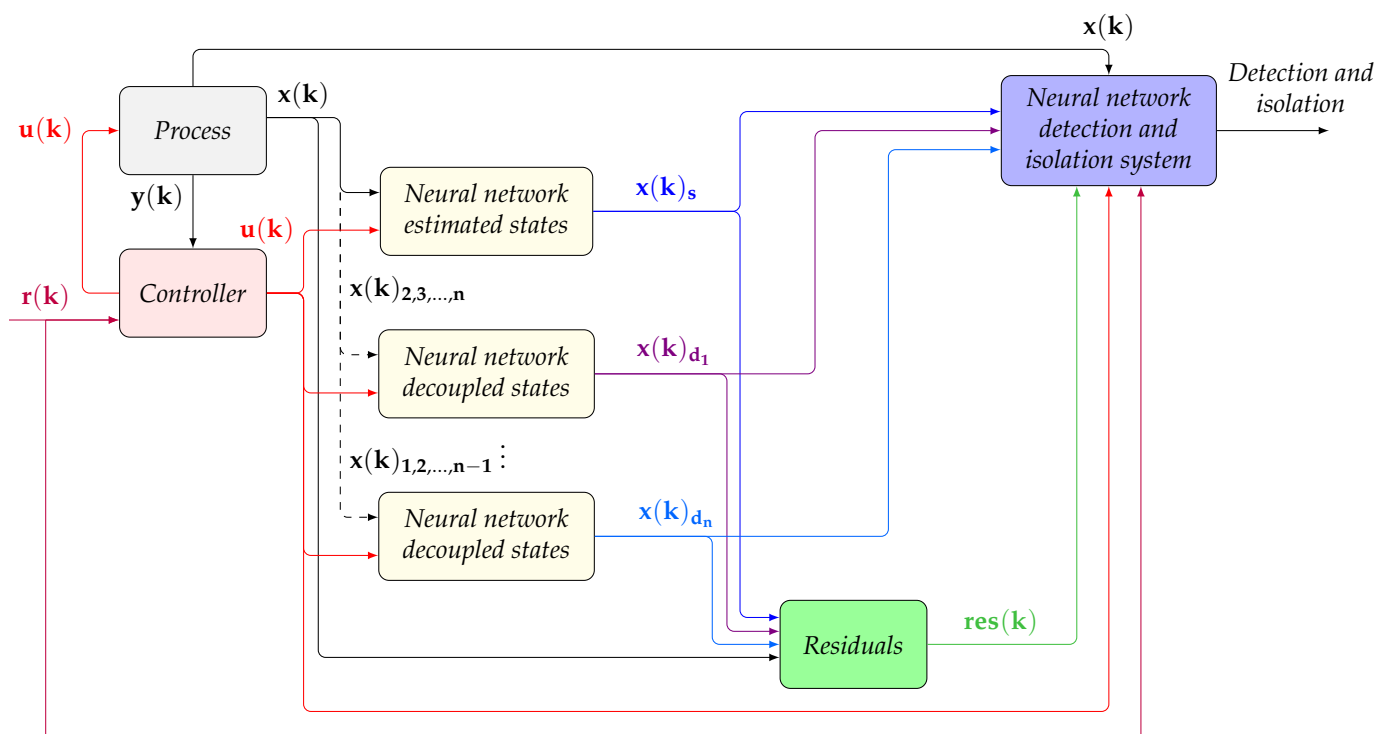 x(k)
Detection and
isolation
Neural network
detection and
isolation system
x(k)
Process
u(k)
y(k)
Neural network
estimated states
x(k)s
u(k)
Controller
r(k)
x(k)2,3,...,n
Neural network
decoupled states
x(k)d1
x(k)1,2,...,n−1 ⋮
Neural network
decoupled states
x(k)dn
Residuals
res(k)